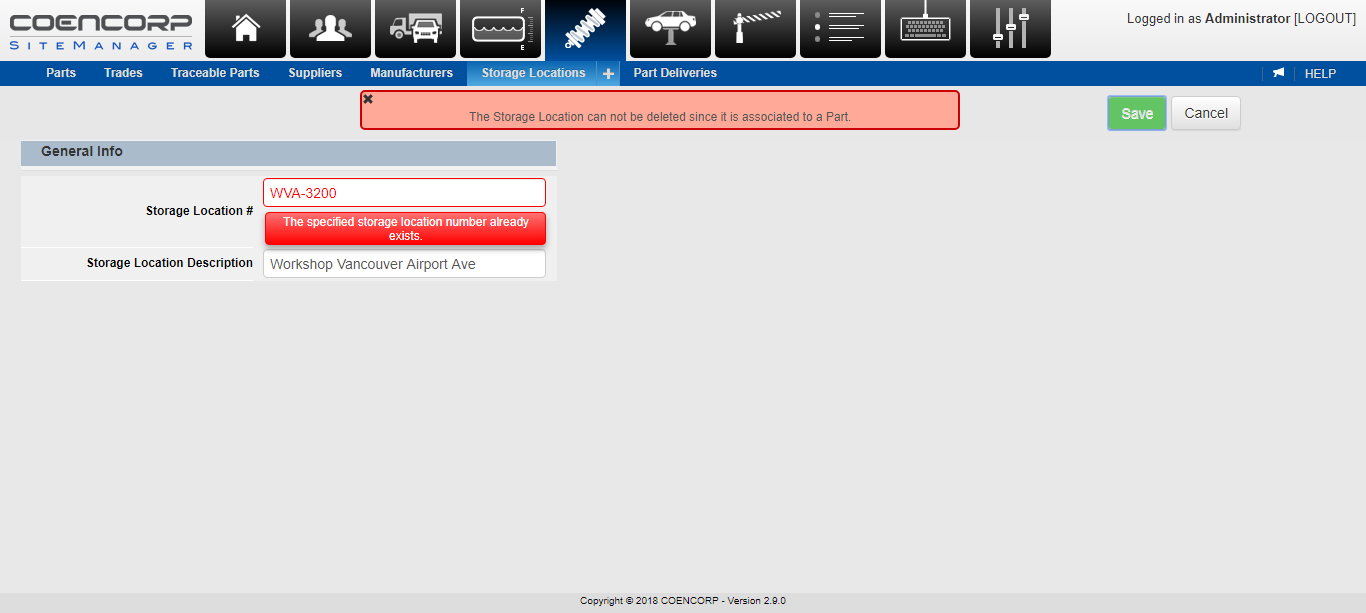 COENCORP
SITEMANAGER
F
E
Logged in as Administrator [LOGOUT]
Parts
Trades
Traceable Parts
Suppliers
Manufacturers
Storage Locations
+
Part Deliveries
HELP
The Storage Location can not be deleted since it is associated to a Part.
Save
Cancel
General Info
Storage Location #
WVA-3200
The specified storage location number already
exists.
Storage Location Description
Workshop Vancouver Airport Ave
Copyright © 2018 COENCORP - Version 2.9.0